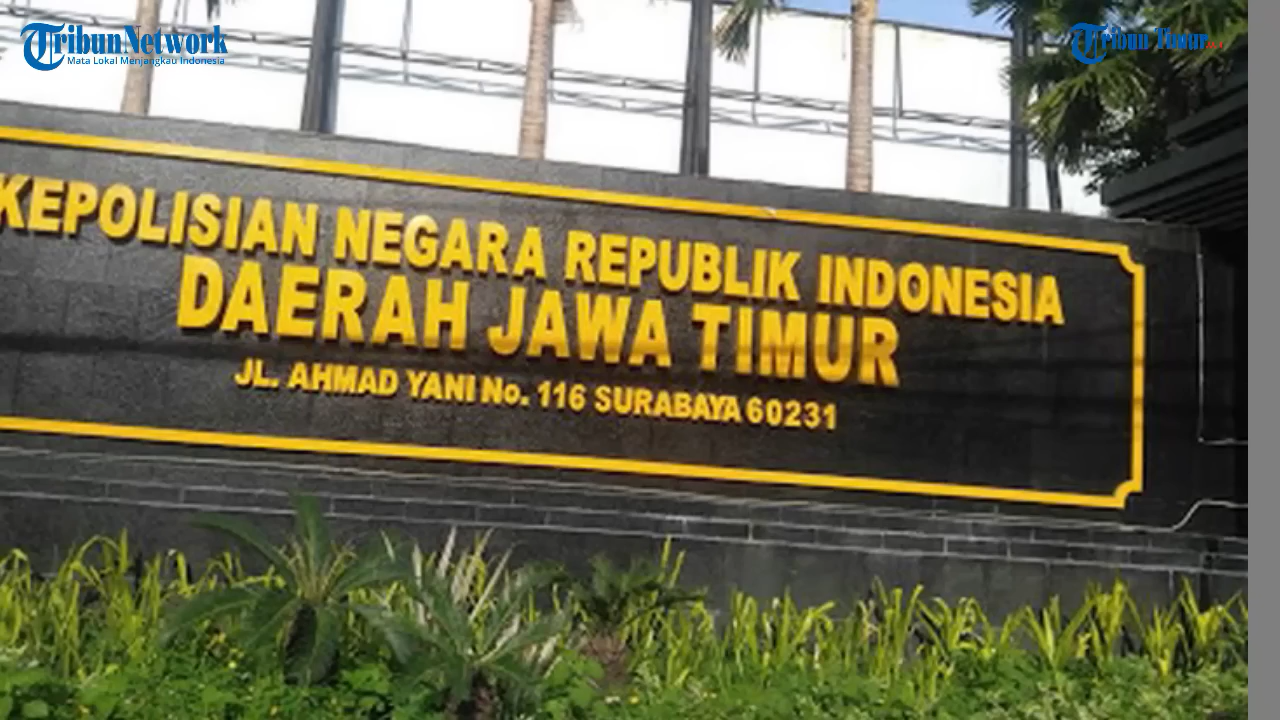 TribunNetwork
Mata Lokal Menjangkau Indonesia
Tribun Timur
KEPOLISIAN NEGARA REPUBLIK INDONESIA
DAERAH JAWA TIMUR
JL. AHMAD YANI No. 116 SURABAYA 60231